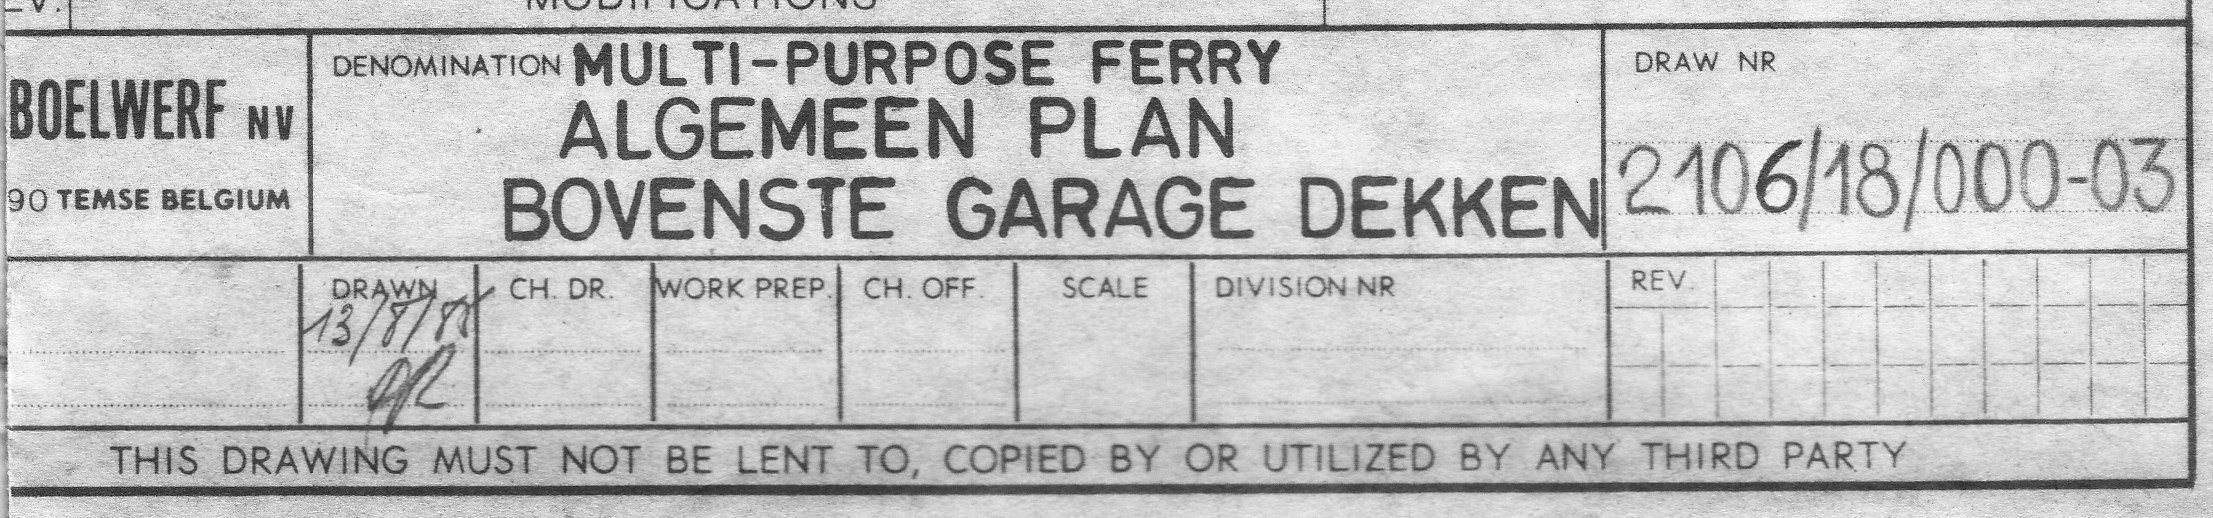 MODIFICATIONS
BOELWERF NV
90 TEMSE BELGIUM
DENOMINATION MULTI-PURPOSE FERRY
ALGEMEEN PLAN
BOVENSTE GARAGE DEKKEN
DRAW NR
2106/18/000-03
DRAWN CH. DR. WORK PREP. CH. OFF. SCALE DIVISION NR REV.
THIS DRAWING MUST NOT BE LENT TO, COPIED BY OR UTILIZED BY ANY THIRD PARTY